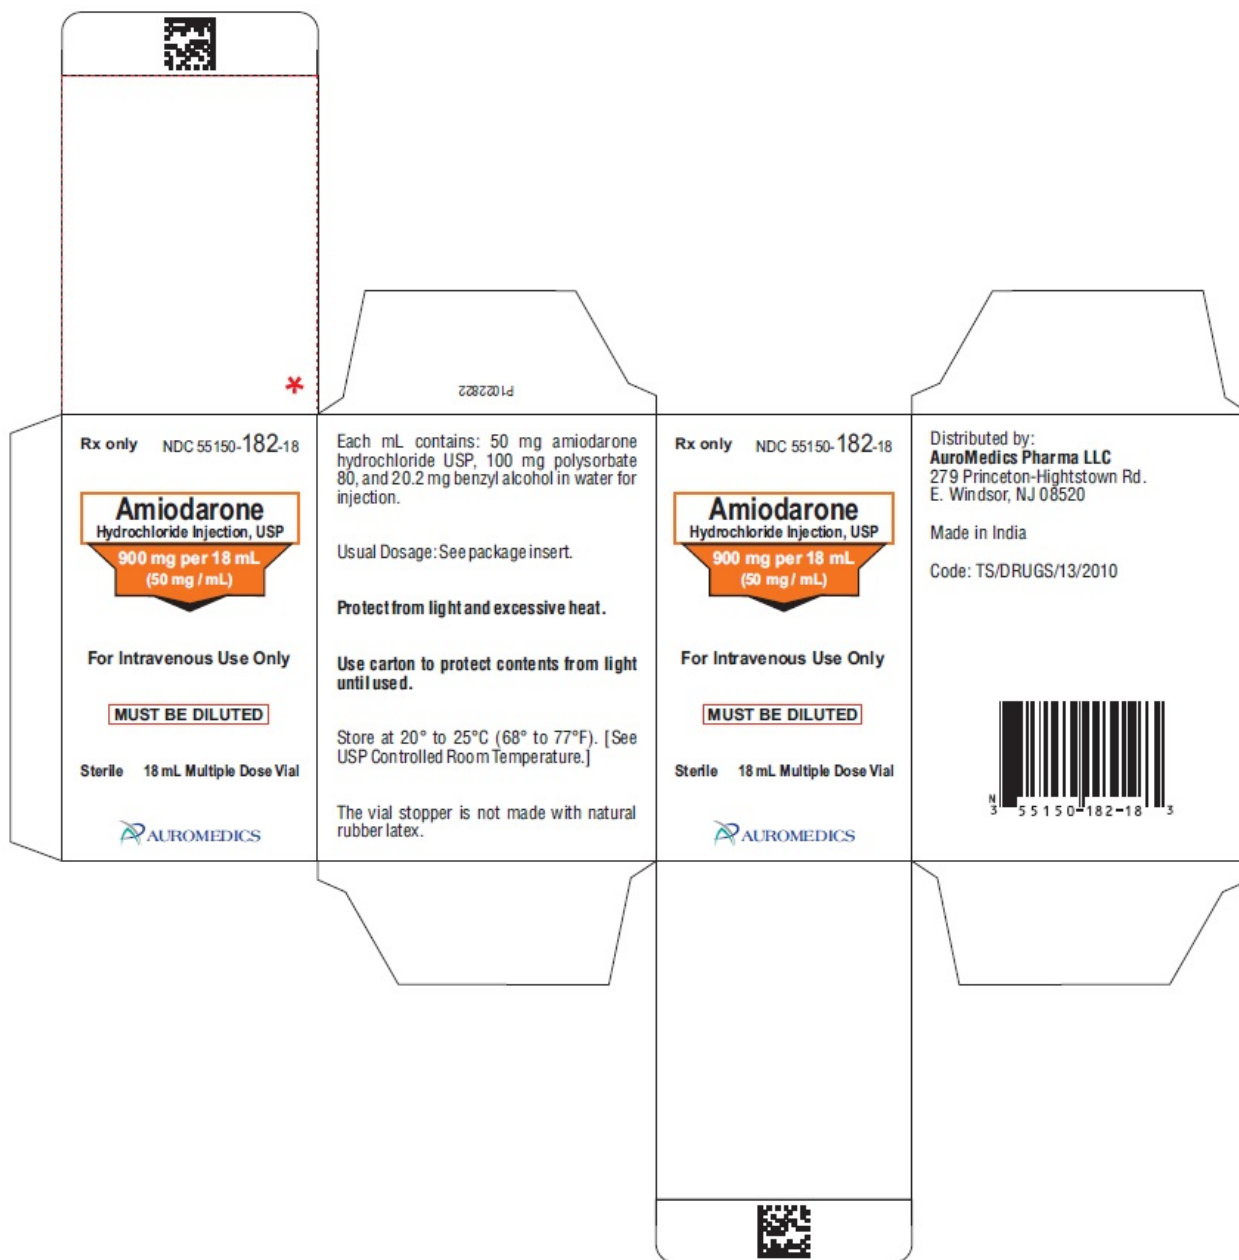 P1022822
Rx only NDC 55150-182-18
Amiodarone
Hydrochloride Injection, USP
900 mg per 18 mL
(50 mg / mL)
For Intravenous Use Only
MUST BE DILUTED
Sterile 18 mL Multiple Dose Vial
AUROMEDICS
Each mL contains: 50 mg amiodarone
hydrochloride USP, 100 mg polysorbate
80, and 20.2 mg benzyl alcohol in water for
injection.
Usual Dosage: See package insert.
Protect from light and excessive heat.
Use carton to protect contents from light
until used.
Store at 20° to 25°C (68° to 77°F). [See
USP Controlled Room Temperature.]
The vial stopper is not made with natural
rubber latex.
Rx only NDC 55150-182-18
Amiodarone
Hydrochloride Injection, USP
900 mg per 18 mL
(50 mg / mL)
For Intravenous Use Only
MUST BE DILUTED
Sterile 18 mL Multiple Dose Vial
AUROMEDICS
Distributed by:
AuroMedics Pharma LLC
279 Princeton-Hightstown Rd.
E. Windsor, NJ 08520
Made in India
Code: TS/DRUGS/13/2010
N
3 55150-182-18 3